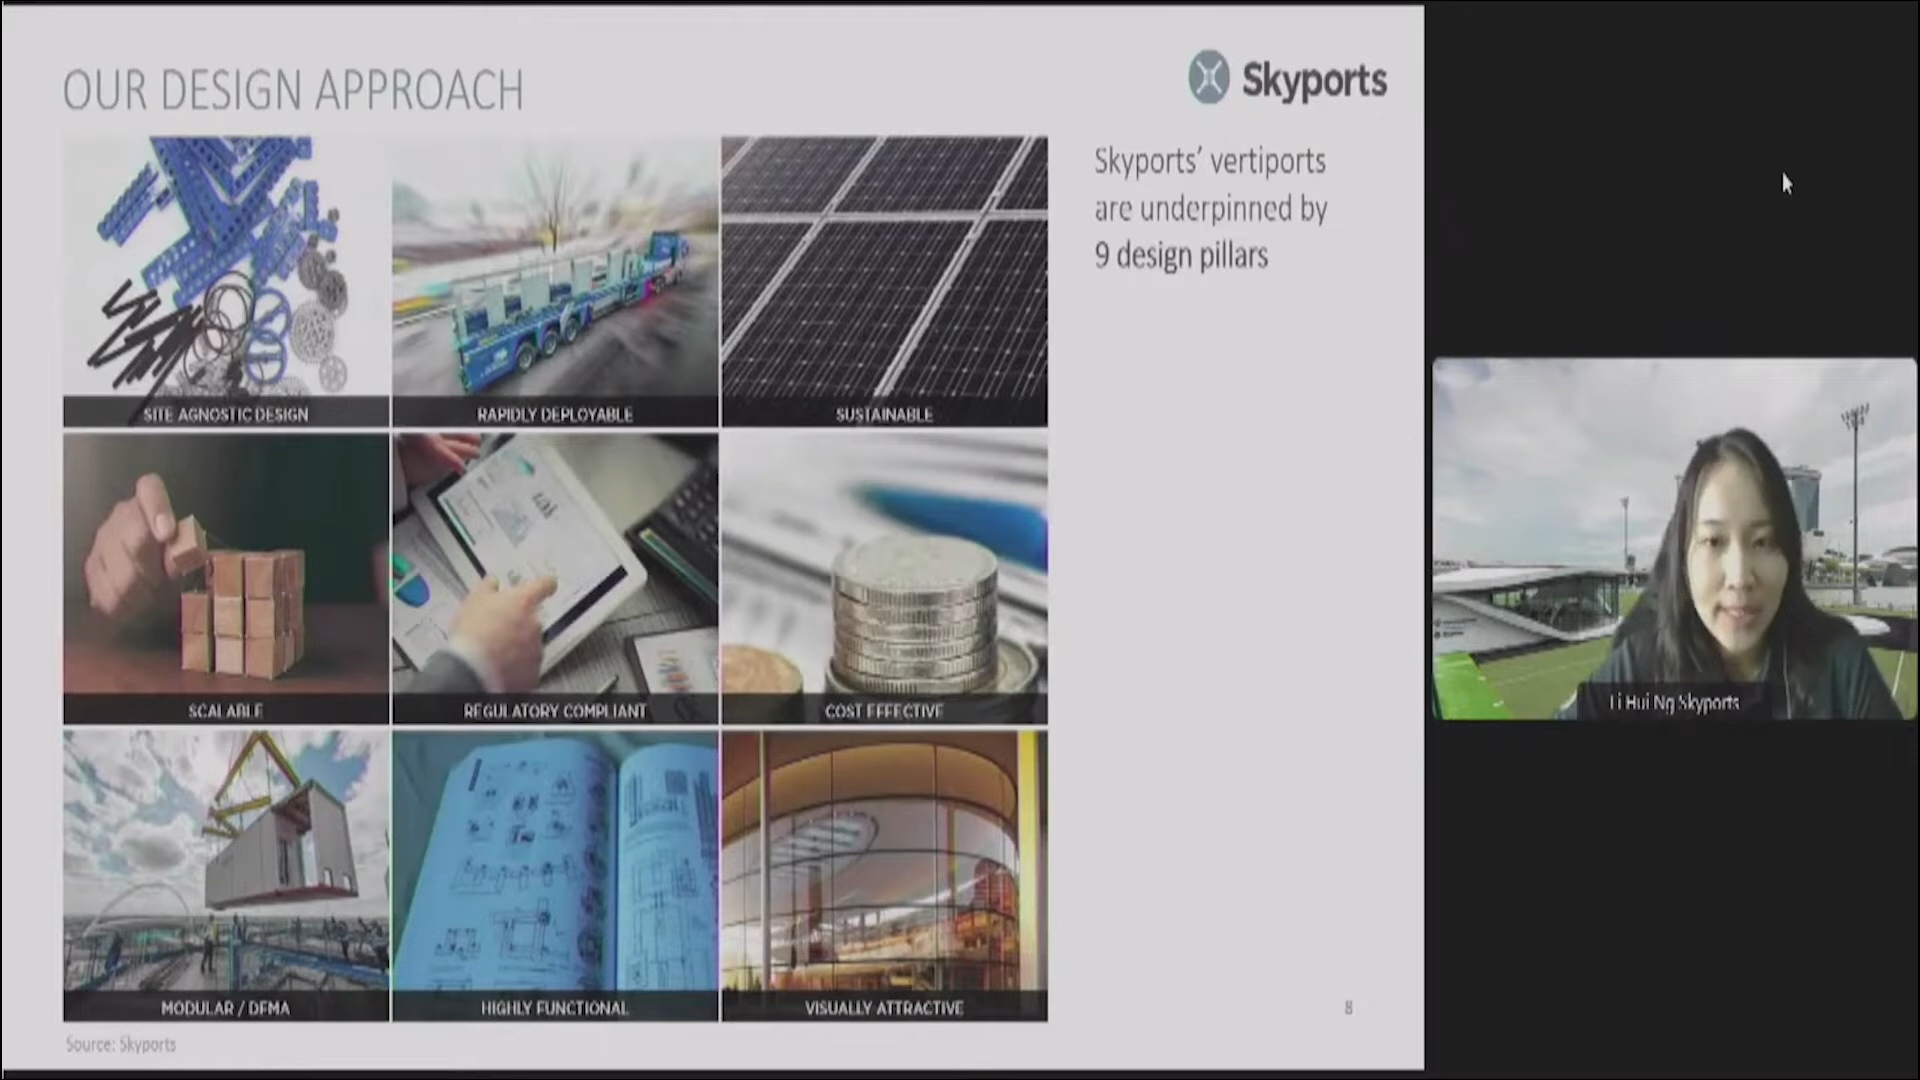 OUR DESIGN APPROACH
Skyports
Skyports' vertiports
are underpinned by
9 design pillars
SITE AGNOSTIC DESIGN
RAPIDLY DEPLOYABLE
SUSTAINABLE
SCALABLE
REGULATORY COMPLIANT
COST EFFECTIVE
MODULAR / DFMA
HIGHLY FUNCTIONAL
VISUALLY ATTRACTIVE
8
Source: Skyports
Li Hui Ng Skyports